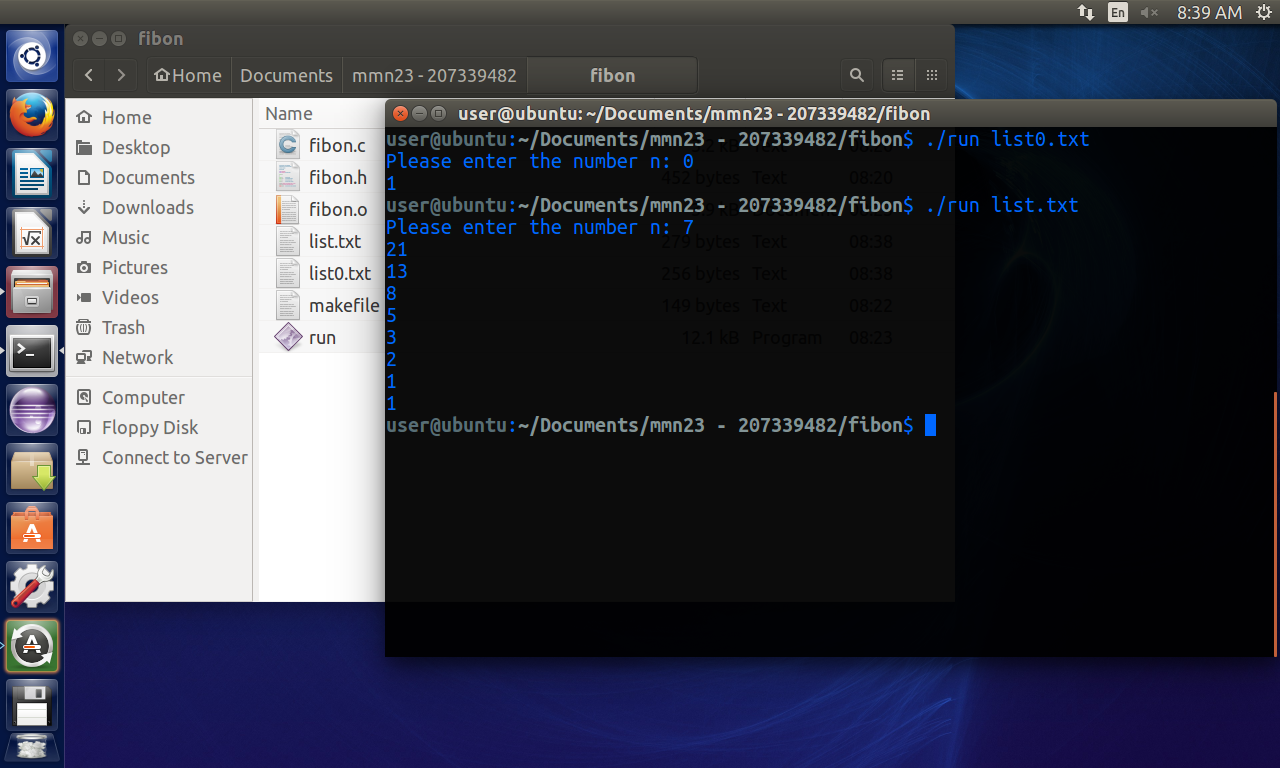 En
8:39 AM
fibon
Home
Documents
mmn23 - 207339482
fibon
Home
Desktop
Documents
Downloads
Music
Pictures
Videos
Trash
Network
Computer
Floppy Disk
Connect to Server
Name
fibon.c
fibon.h
fibon.o
list.txt
list0.txt
makefile
run
user@ubuntu: ~/Documents/mmn23 - 207339482/fibon
user@ubuntu:~/Documents/mmn23 - 207339482/fibon$ ./run list0.txt
Please enter the number n: 0
1
user@ubuntu:~/Documents/mmn23 - 207339482/fibon$ ./run list.txt
Please enter the number n: 7
21
13
8
5
3
2
1
1
user@ubuntu:~/Documents/mmn23 - 207339482/fibon$
452 bytes Text 08:20
279 bytes Text 08:38
256 bytes Text 08:38
149 bytes Text 08:22
12.1 kB Program 08:23